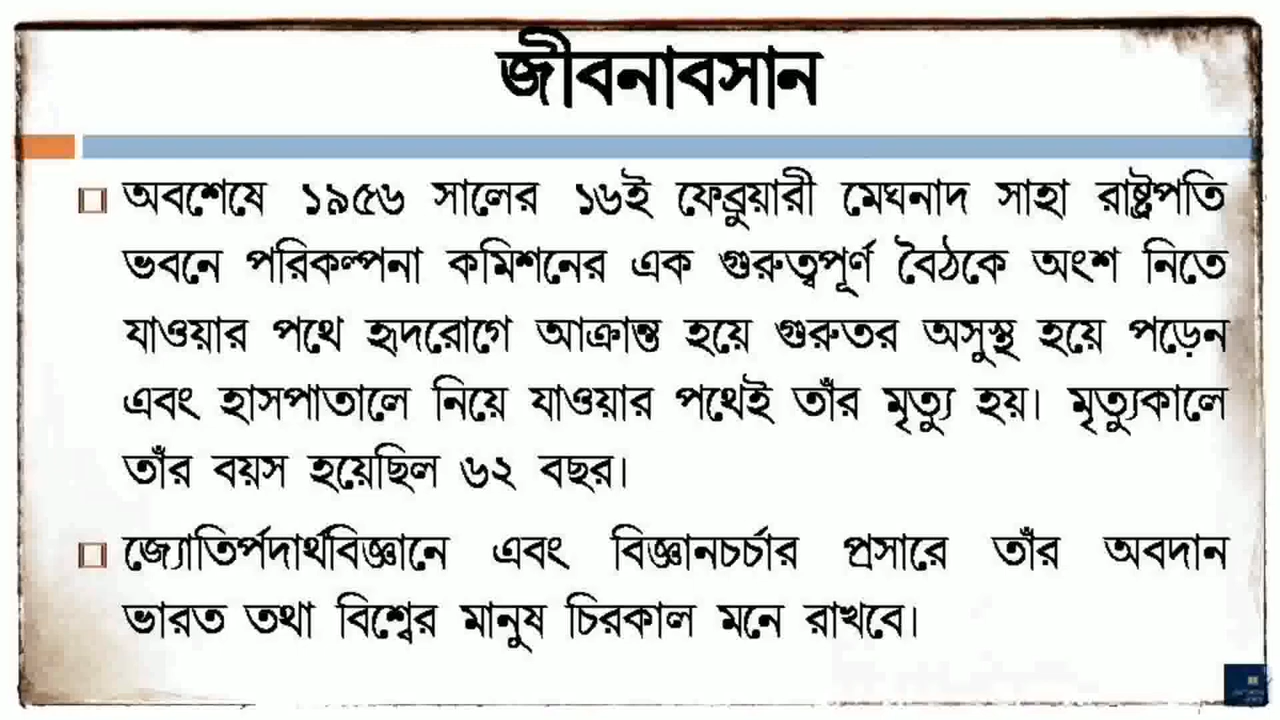 জীবনাবসান
অবশেষে ১৯৫৬ সালের ১৬ই ফেব্রুয়ারী মেঘনাদ সাহা রাষ্ট্রপতি
ভবনে পরিকল্পনা কমিশনের এক গুরুত্বপূর্ণ বৈঠকে অংশ নিতে
যাওয়ার পথে হৃদরোগে আক্রান্ত হয়ে গুরুতর অসুস্থ হয়ে পড়েন
এবং হাসপাতালে নিয়ে যাওয়ার পথেই তাঁর মৃত্যু হয়। মৃত্যুকালে
তাঁর বয়স হয়েছিল ৬২ বছর।
জ্যোতির্পদার্থবিজ্ঞানে এবং বিজ্ঞানচর্চার প্রসারে তাঁর অবদান
ভারত তথা বিশ্বের মানুষ চিরকাল মনে রাখবে।